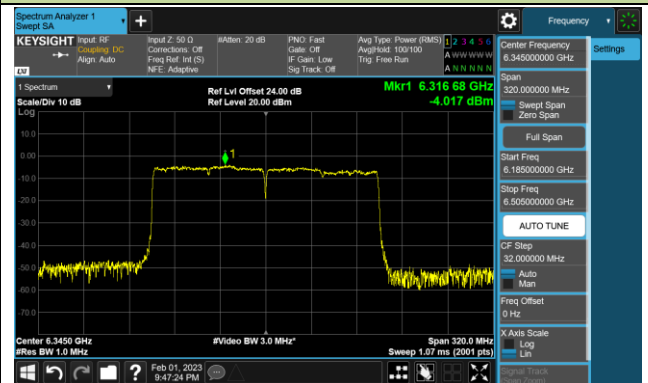 Spectrum Analyzer 1
Swept SA
Frequency
KEYSIGHT
Input: RF
Coupling: DC
Align: Auto
Input Z: 50 Ω
Corrections: Off
Freq Ref: Int (S)
NFE: Adaptive
#Atten: 20 dB
PNO: Fast
Gate: Off
IF Gain: Low
Sig Track: Off
Avg Type: Power (RMS)
Avg|Hold: 100/100
Trig: Free Run
1 2 3 4 5 6
A W W W W W
A N N N N N
LXI
Center Frequency
6.345000000 GHz
Settings
Span
320.000000 MHz
Swept Span
Zero Span
Full Span
Start Freq
6.185000000 GHz
Stop Freq
6.505000000 GHz
AUTO TUNE
CF Step
32.000000 MHz
Auto
Man
Freq Offset
0 Hz
X Axis Scale
Log
Lin
Signal Track
1 Spectrum
Scale/Div 10 dB
Log
Ref Lvl Offset 24.00 dB
Ref Level 20.00 dBm
Mkr1 6.316 68 GHz
-4.017 dBm
1
10.0
0.00
-10.0
-20.0
-30.0
-40.0
-50.0
-60.0
-70.0
Center 6.3450 GHz
#Res BW 1.0 MHz
#Video BW 3.0 MHz*
Span 320.0 MHz
Sweep 1.07 ms (2001 pts)
?
Feb 01, 2023
9:47:24 PM